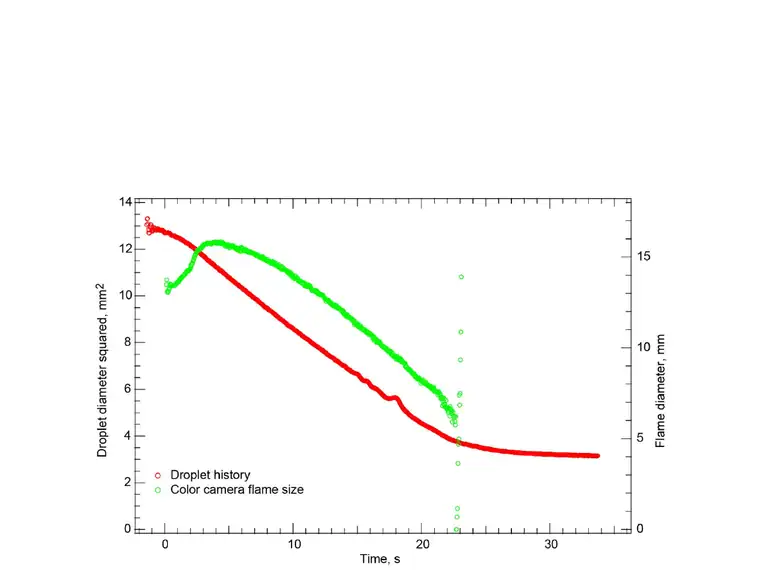 14
12
10
8
6
4
2
0
Droplet diameter squared, mm2
15
10
5
0
Flame diameter, mm
Droplet history
Color camera flame size
0 10 20 30
Time, s